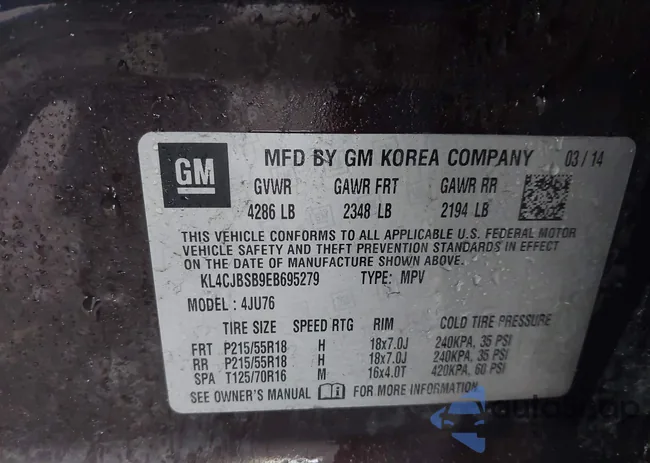 GM MFD BY GM KOREA COMPANY 03/14
GVWR GAWR FRT GAWR RR
4286 LB 2348 LB 2194 LB
THIS VEHICLE CONFORMS TO ALL APPLICABLE U.S. FEDERAL MOTOR
VEHICLE SAFETY AND THEFT PREVENTION STANDARDS IN EFFECT
ON THE DATE OF MANUFACTURE SHOWN ABOVE.
KL4CJBSB9EB695279 TYPE: MPV
MODEL : 4JU76
TIRE SIZE SPEED RTG RIM COLD TIRE PRESSURE
FRT P215/55R18 H 18x7.0J 240KPA, 35 PSI
RR P215/55R18 H 18x7.0J 240KPA, 35 PSI
SPA T125/70R16 M 16x4.0T 420KPA, 60 PSI
SEE OWNER'S MANUAL FOR MORE INFORMATION